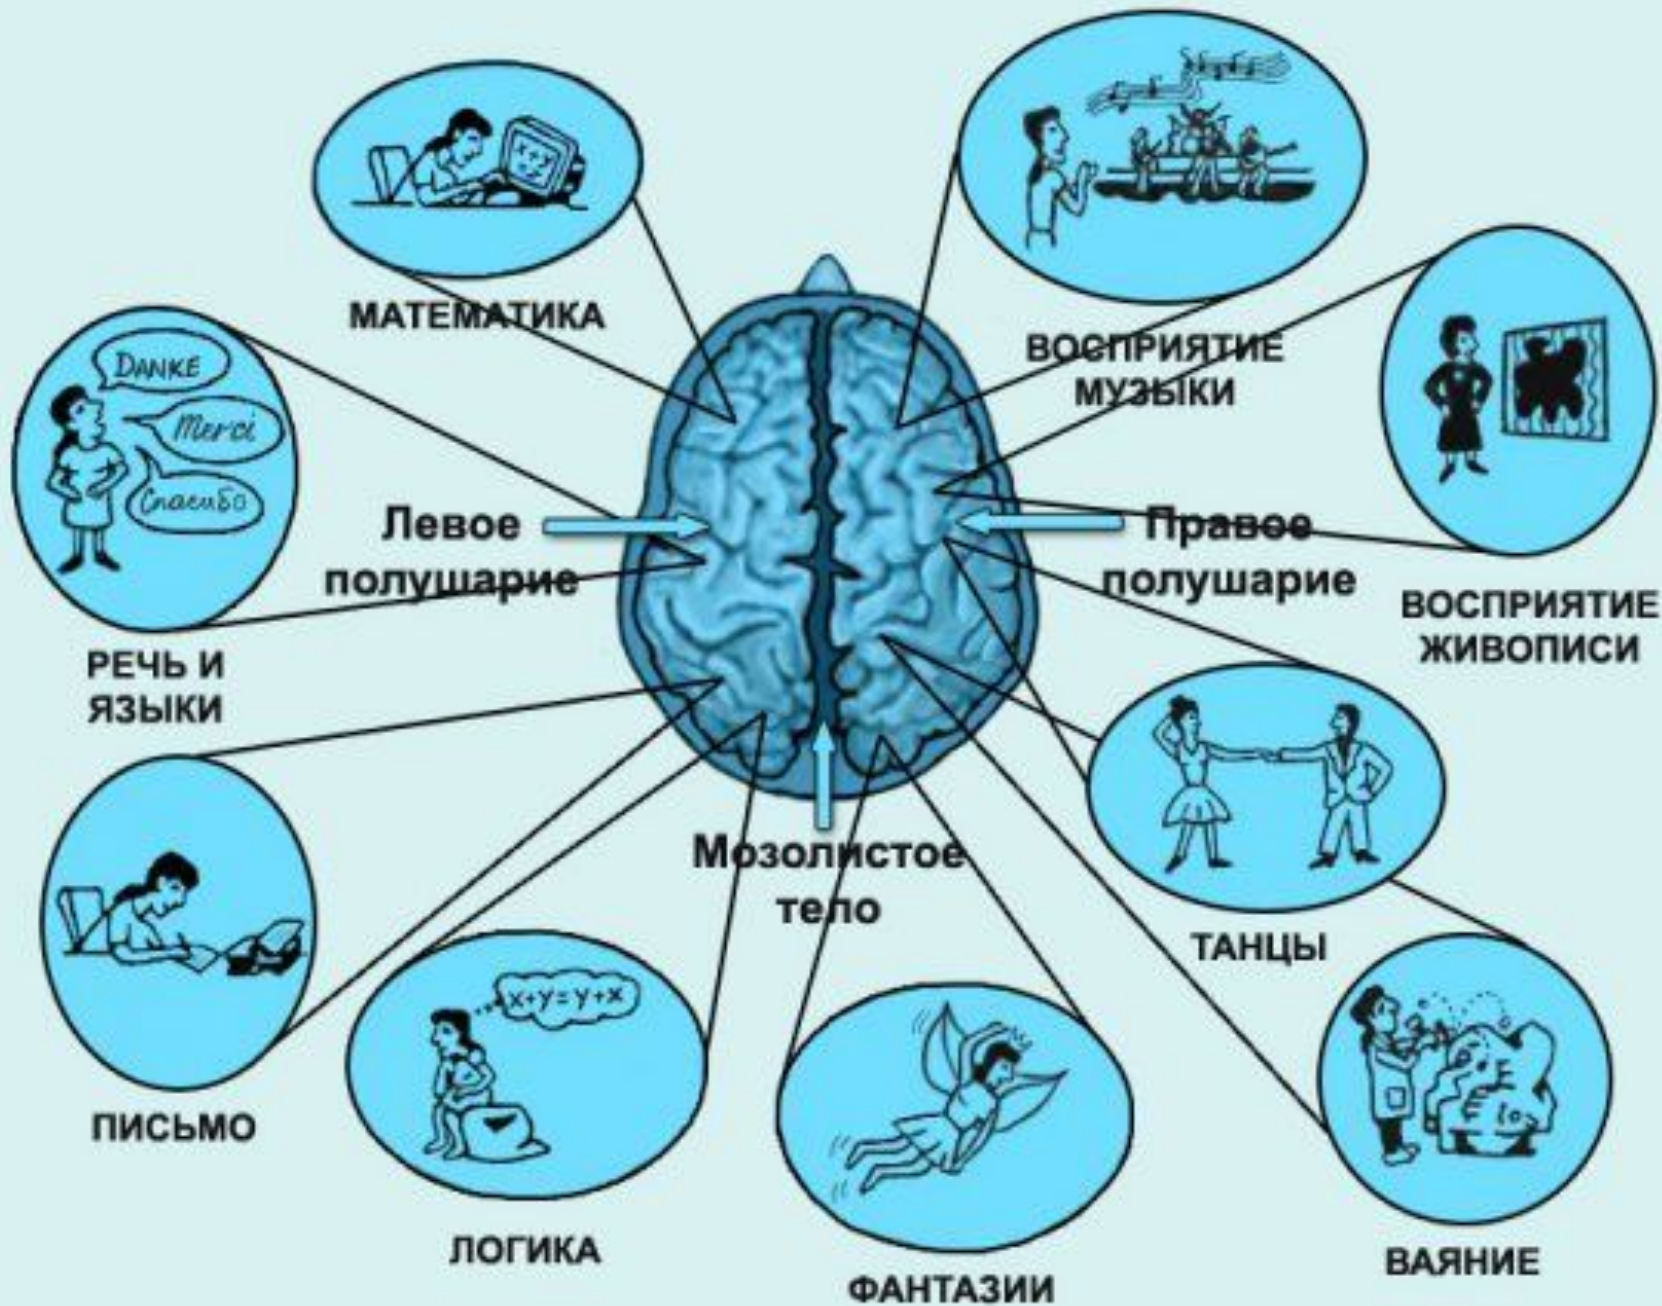 x+y
=z
МАТЕМАТИКА
ВОСПРИЯТИЕ
МУЗЫКИ
DANKE
Merci
Спасибо
РЕЧЬ И
ЯЗЫКИ
Левое
полушарие
Правое
полушарие
ВОСПРИЯТИЕ
ЖИВОПИСИ
Мозолистое
тело
ТАНЦЫ
ПИСЬМО
x+y=y+x
ЛОГИКА
ФАНТАЗИИ
ВАЯНИЕ